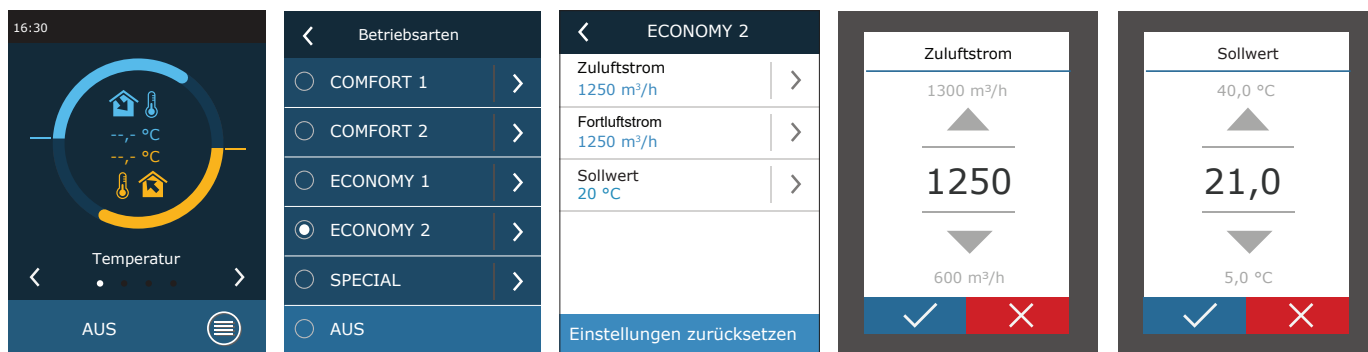 16:30
--,- °C
--,- °C
Temperatur
AUS
Betriebsarten
COMFORT 1
COMFORT 2
ECONOMY 1
ECONOMY 2
SPECIAL
AUS
ECONOMY 2
Zuluftstrom
1250 m³/h
Fortluftstrom
1250 m³/h
Sollwert
20 °C
Einstellungen zurücksetzen
Zuluftstrom
1300 m³/h
1250
600 m³/h
Sollwert
40,0 °C
21,0
5,0 °C